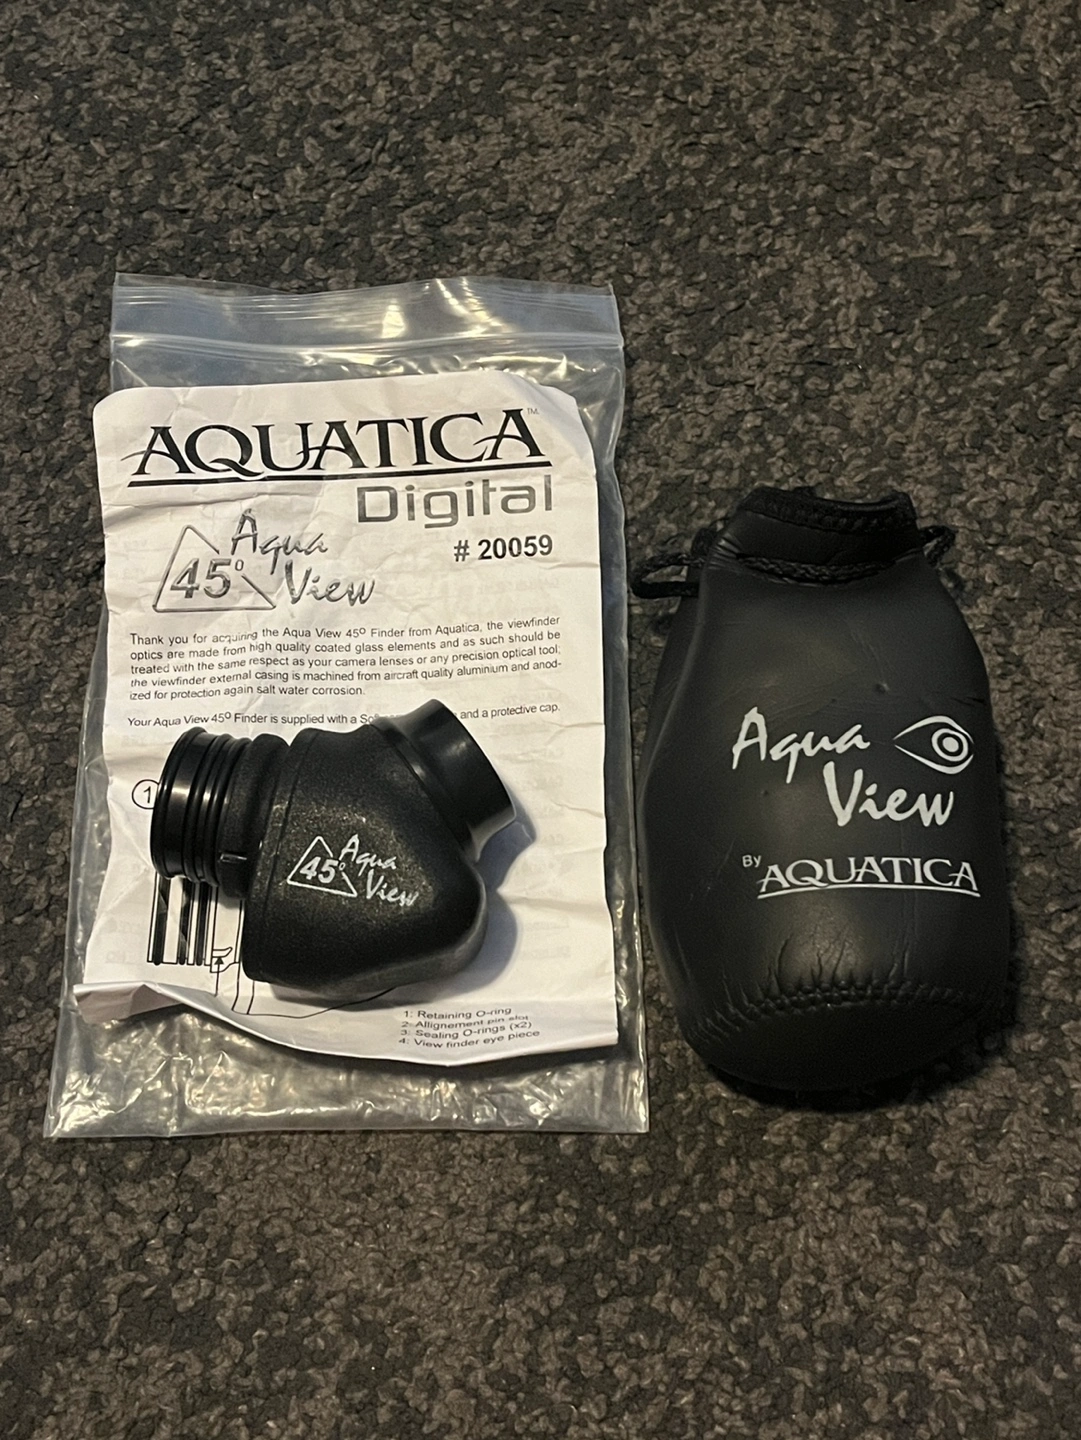 AQUATICA™
Digital
45° Aqua View
# 20059
Thank you for acquiring the Aqua View 45º Finder from Aquatica, the viewfinder
optics are made from high quality coated glass elements and as such should be
treated with the same respect as your camera lenses or any precision optical tool,
the viewfinder external casing is machined from aircraft quality aluminium and anod-
ized for protection again salt water corrosion.
Your Aqua View 45º Finder is supplied with a and a protective cap.
1
45° Aqua View
1: Retaining O-ring
2: Allignement pin slot
3: Sealing O-rings (x2)
4: View finder eye piece
Aqua
View
By AQUATICA